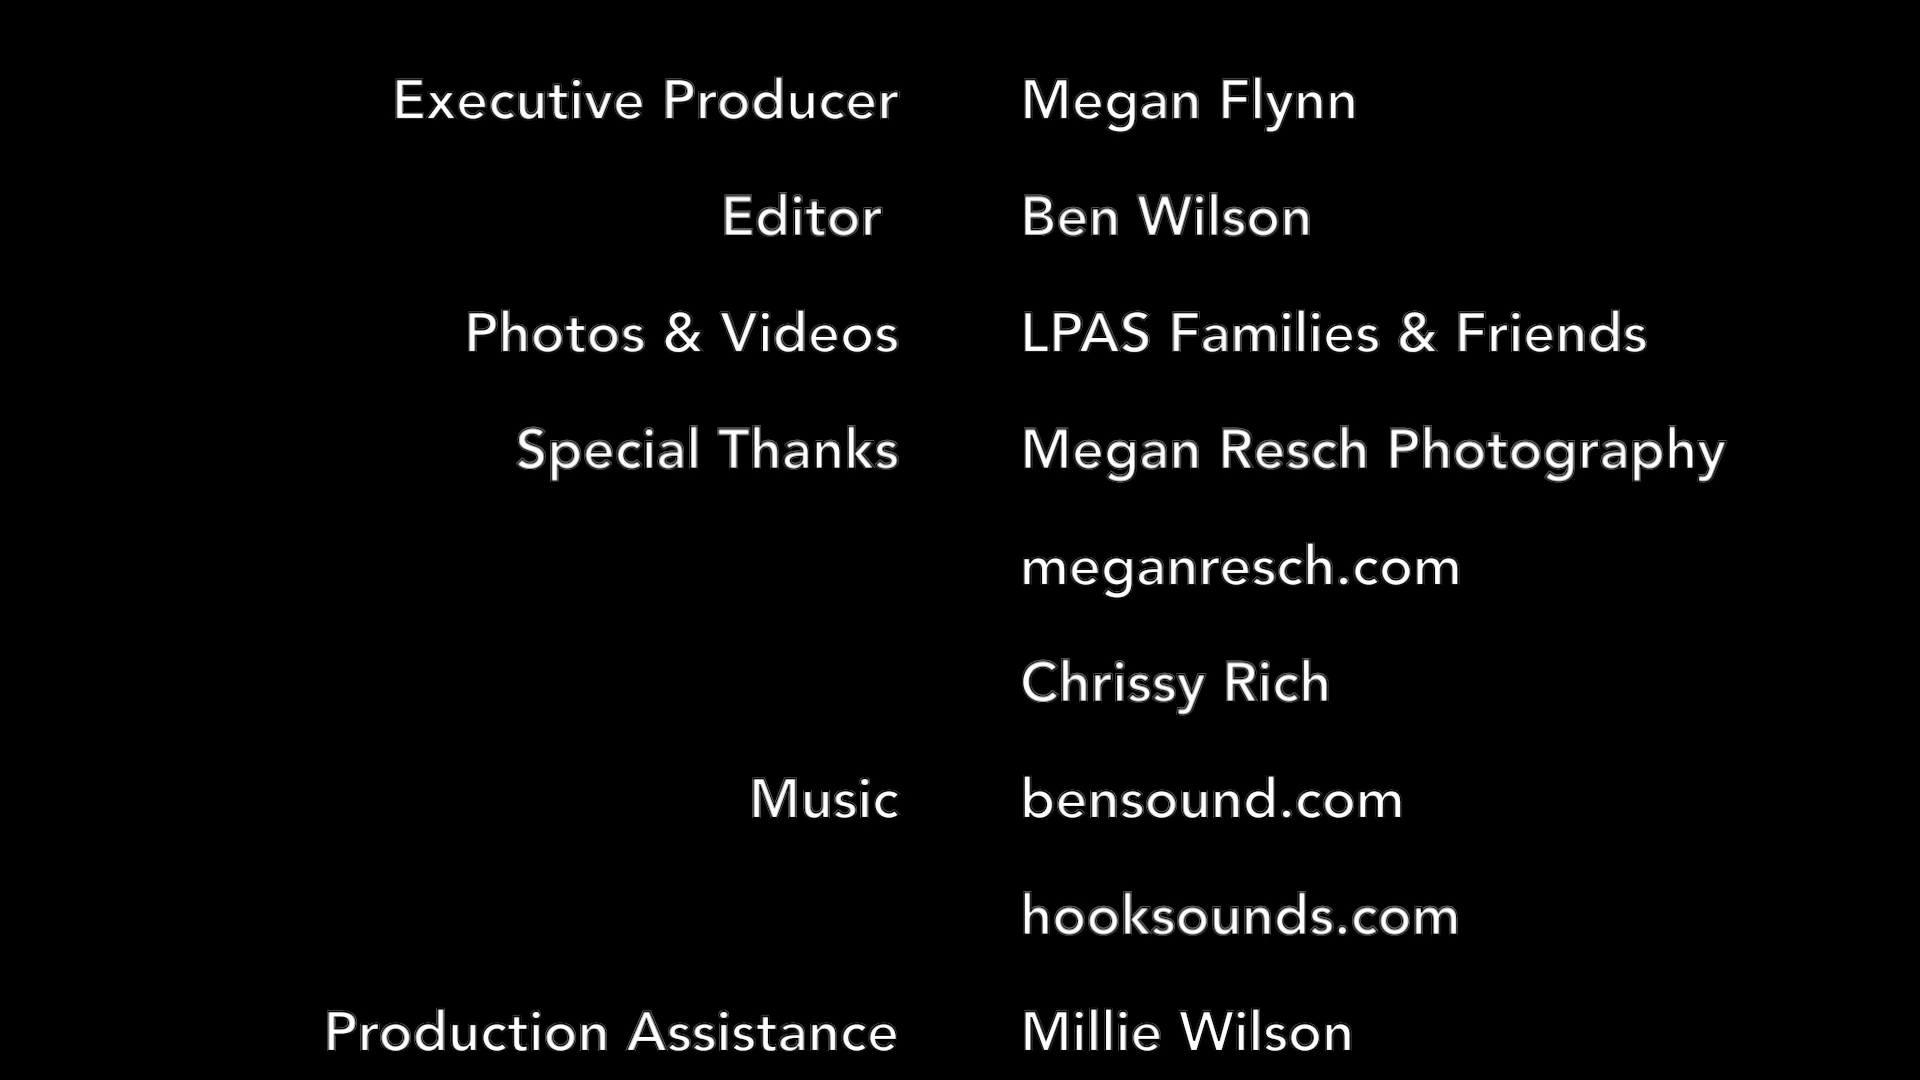 Executive Producer Megan Flynn
Editor Ben Wilson
Photos & Videos LPAS Families & Friends
Special Thanks Megan Resch Photography
meganresch.com
Chrissy Rich
Music bensound.com
hooksounds.com
Production Assistance Millie Wilson